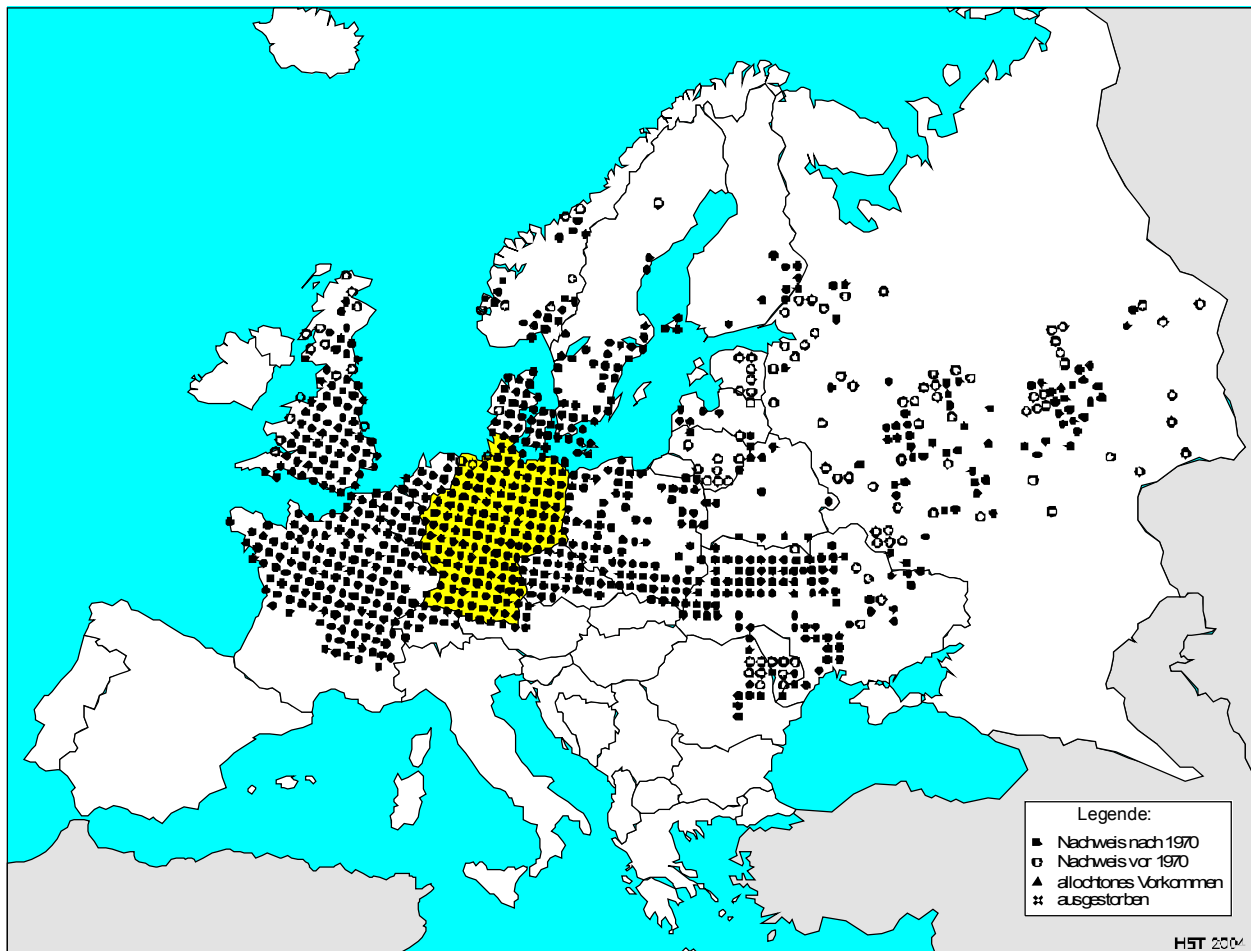 Legende:
Nachweis nach 1970
Nachweis vor 1970
allochtones Vorkommen
ausgestorben
HST 2004